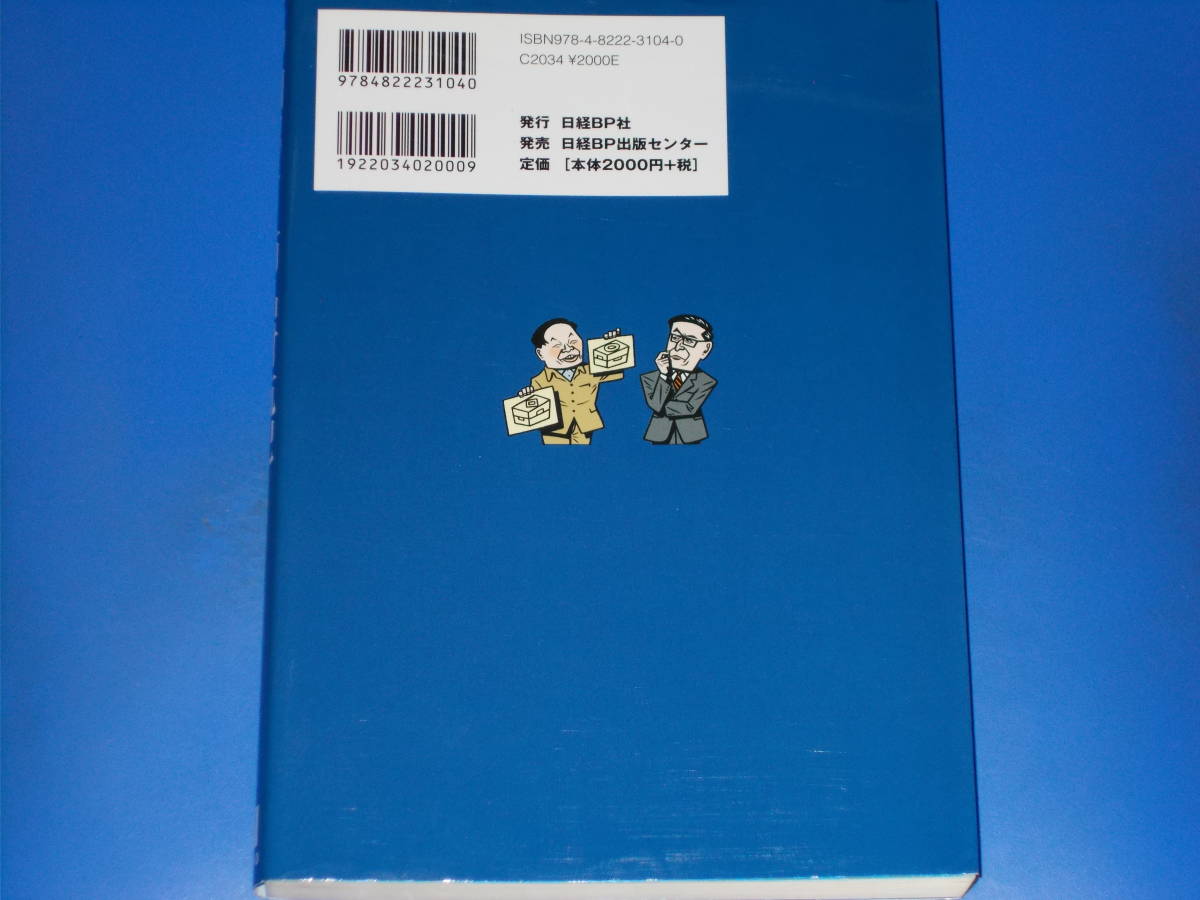 ISBN978-4-8222-3104-0
C2034 ¥2000E
9784822231040
発行 日経BP社
発売 日経BP出版センター
定価 [本体2000円+税]
1922034020009